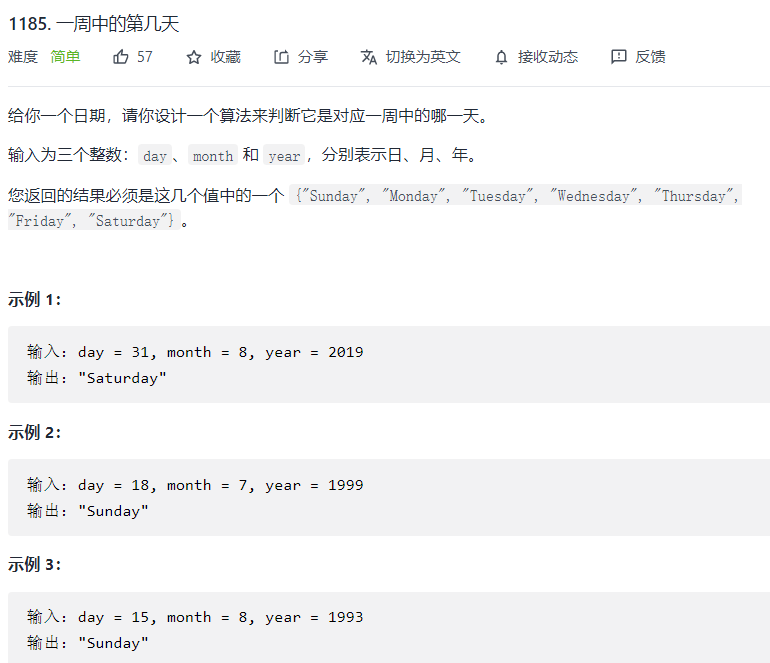 1185. 一周中的第几天
难度 简单 57 收藏 分享 切换为英文 接收动态 反馈
给你一个日期，请你设计一个算法来判断它是对应一周中的哪一天。
输入为三个整数：day、month 和 year，分别表示日、月、年。
您返回的结果必须是这几个值中的一个 {"Sunday", "Monday", "Tuesday", "Wednesday", "Thursday",
"Friday", "Saturday"}。
示例 1：
输入：day = 31, month = 8, year = 2019
输出："Saturday"
示例 2：
输入：day = 18, month = 7, year = 1999
输出："Sunday"
示例 3：
输入：day = 15, month = 8, year = 1993
输出："Sunday"